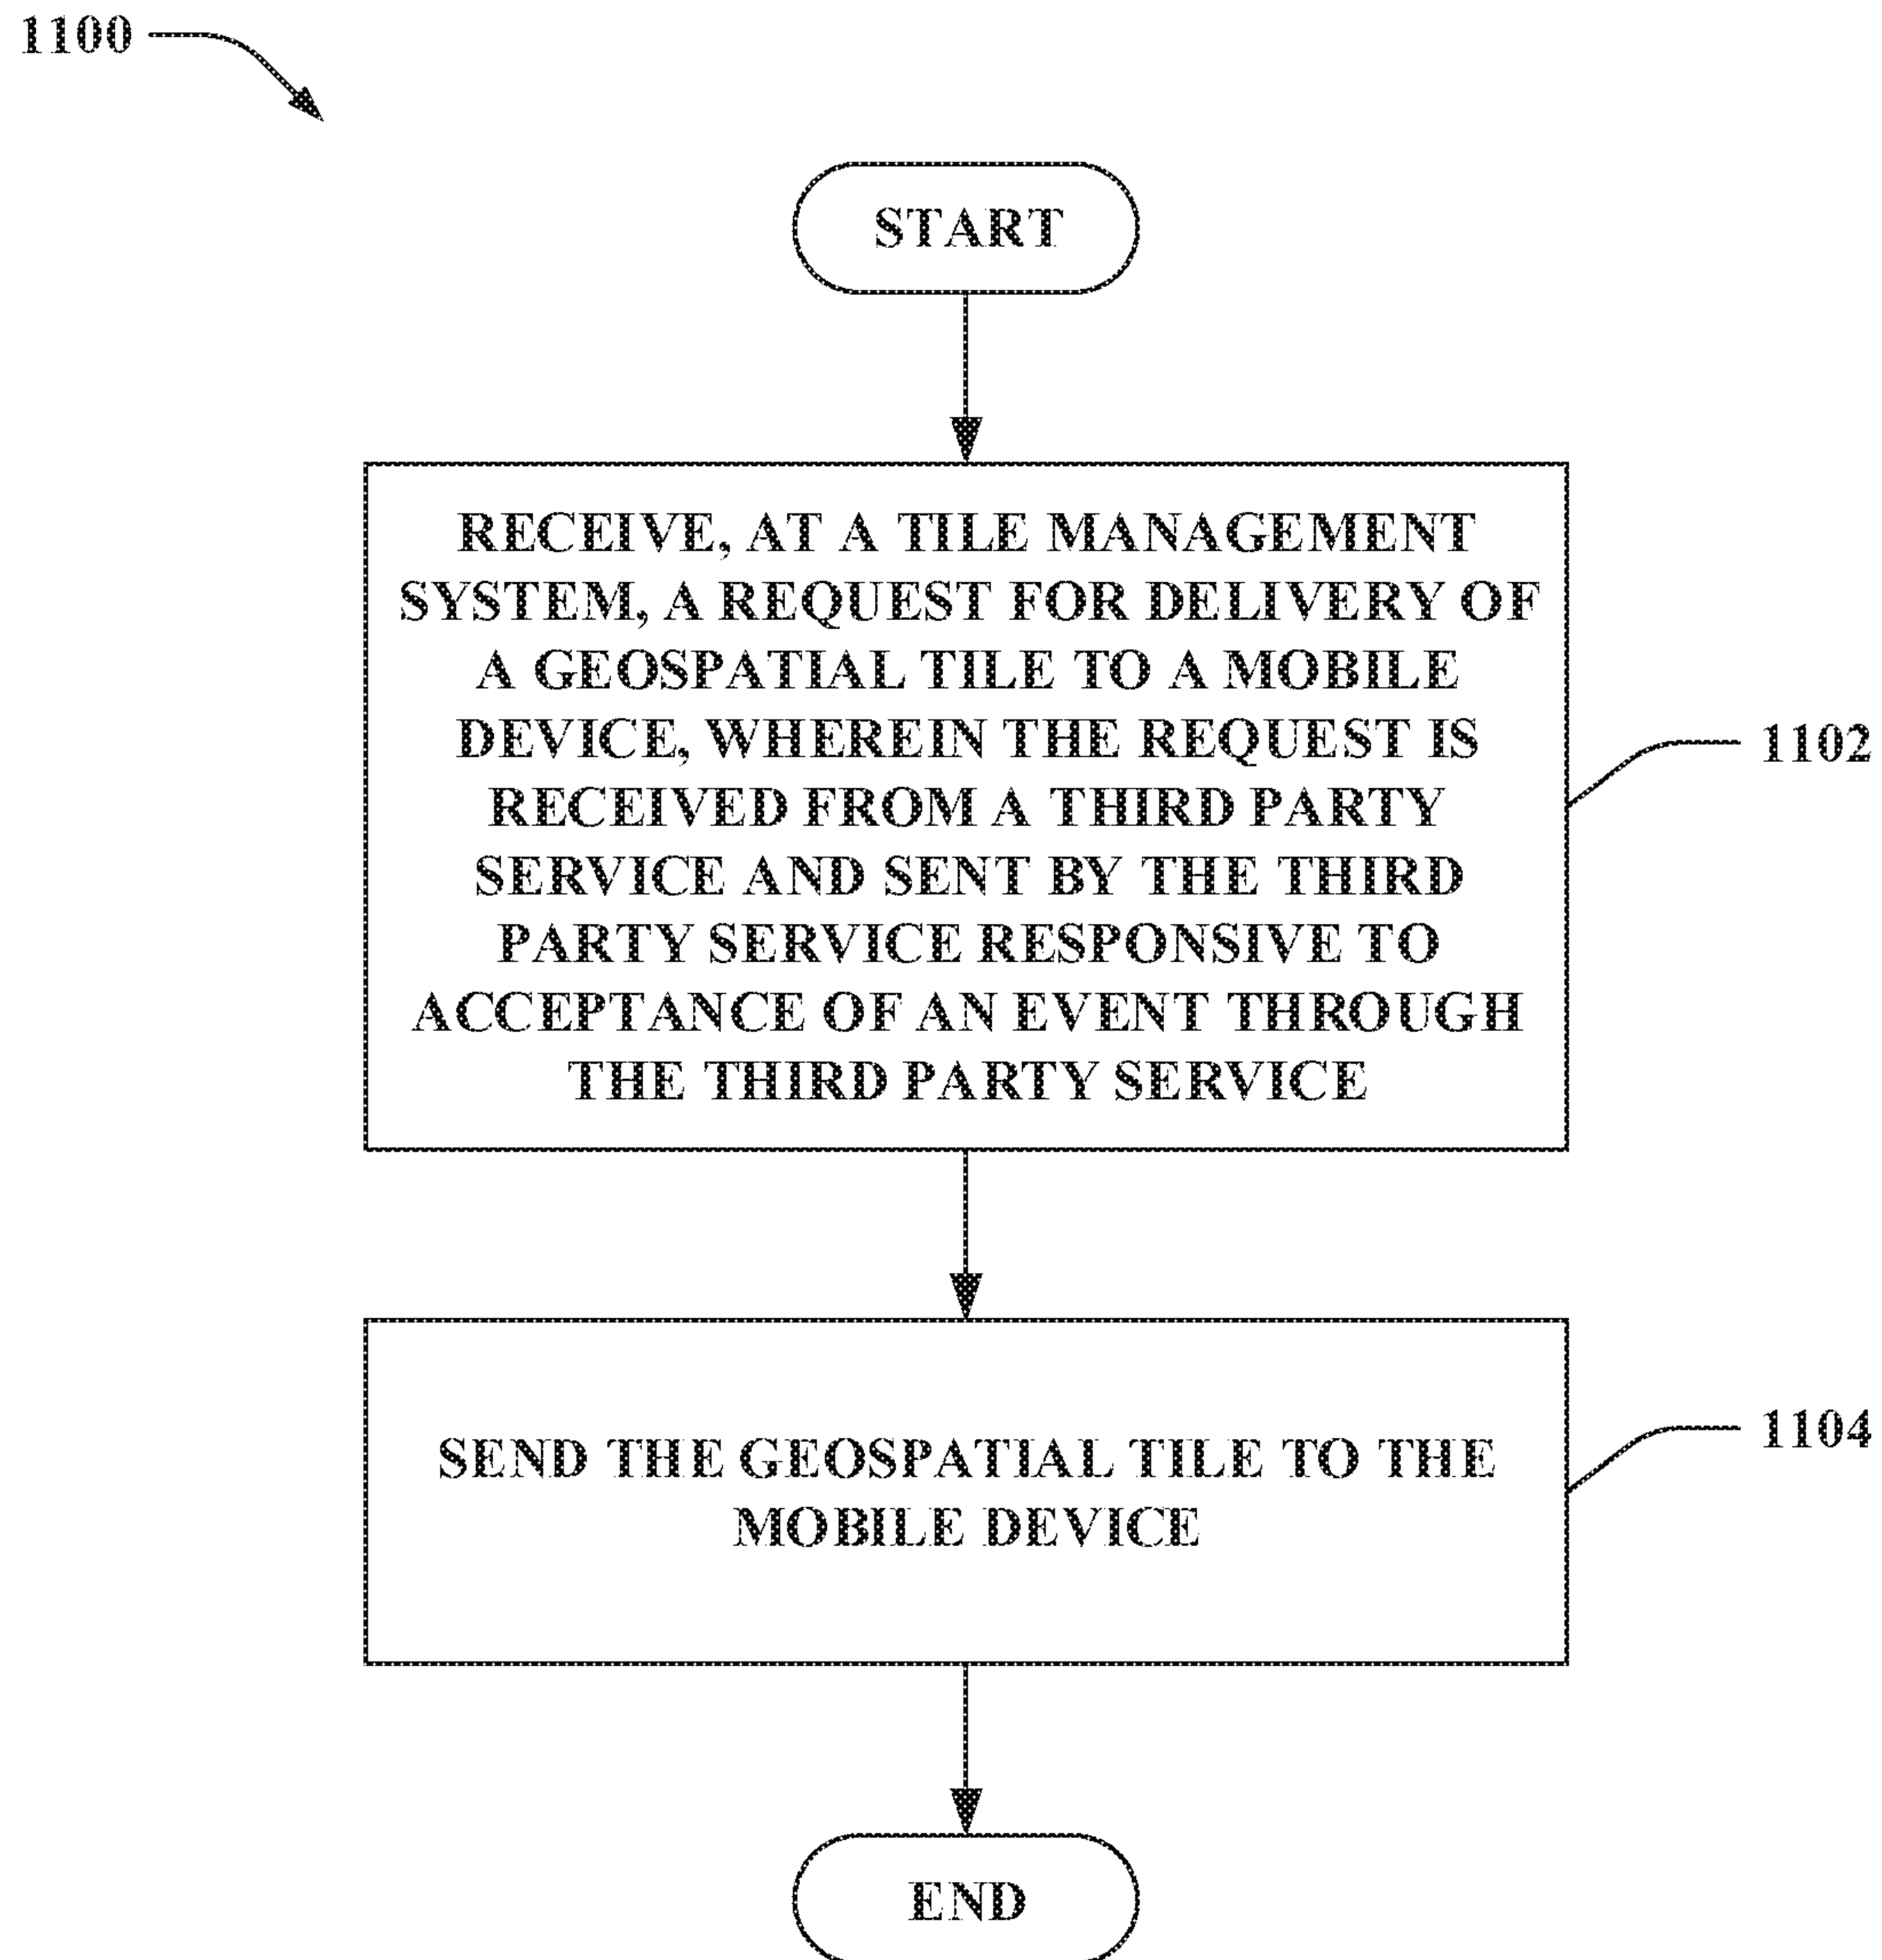 1100
START
RECEIVE, AT A TILE MANAGEMENT
SYSTEM, A REQUEST FOR DELIVERY OF
A GEOSPATIAL TILE TO A MOBILE
DEVICE, WHEREIN THE REQUEST IS
RECEIVED FROM A THIRD PARTY
SERVICE AND SENT BY THE THIRD
PARTY SERVICE RESPONSIVE TO
ACCEPTANCE OF AN EVENT THROUGH
THE THIRD PARTY SERVICE
1102
SEND THE GEOSPATIAL TILE TO THE
MOBILE DEVICE
1104
END